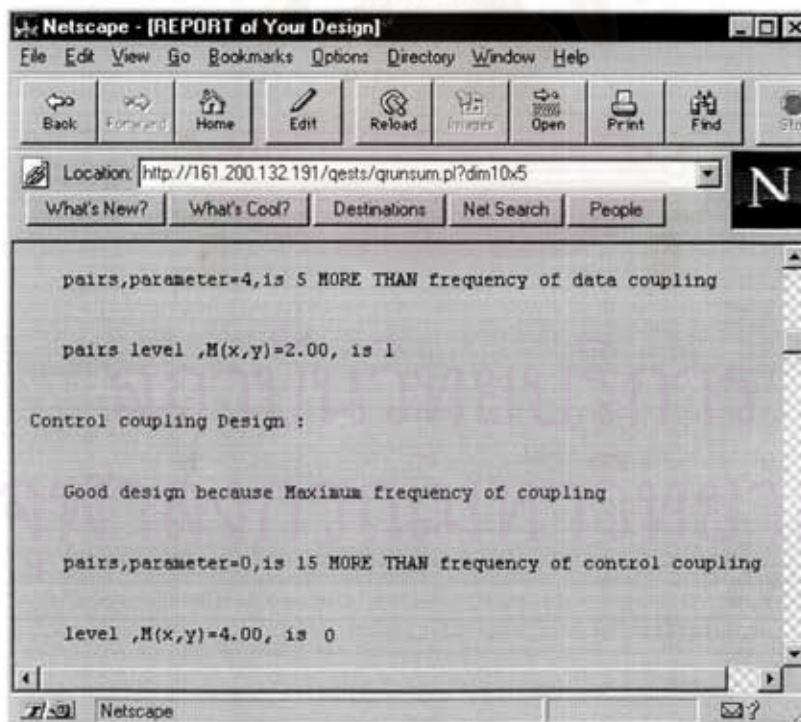 Netscape - [REPORT of Your Design]
File Edit View Go Bookmarks Options Directory Window Help
Back Forward Home Edit Reload Images Open Print Find Stop
Location: http://161.200.132.191/qests/qrunsum.pl?dim10x5
N
What's New? What's Cool? Destinations Net Search People
pairs,parameter=4,is 5 MORE THAN frequency of data coupling
pairs level ,M(x,y)=2.00, is 1
Control coupling Design :
Good design because Maximum frequency of coupling
pairs,parameter=0,is 15 MORE THAN frequency of control coupling
level ,M(x,y)=4.00, is 0
Netscape